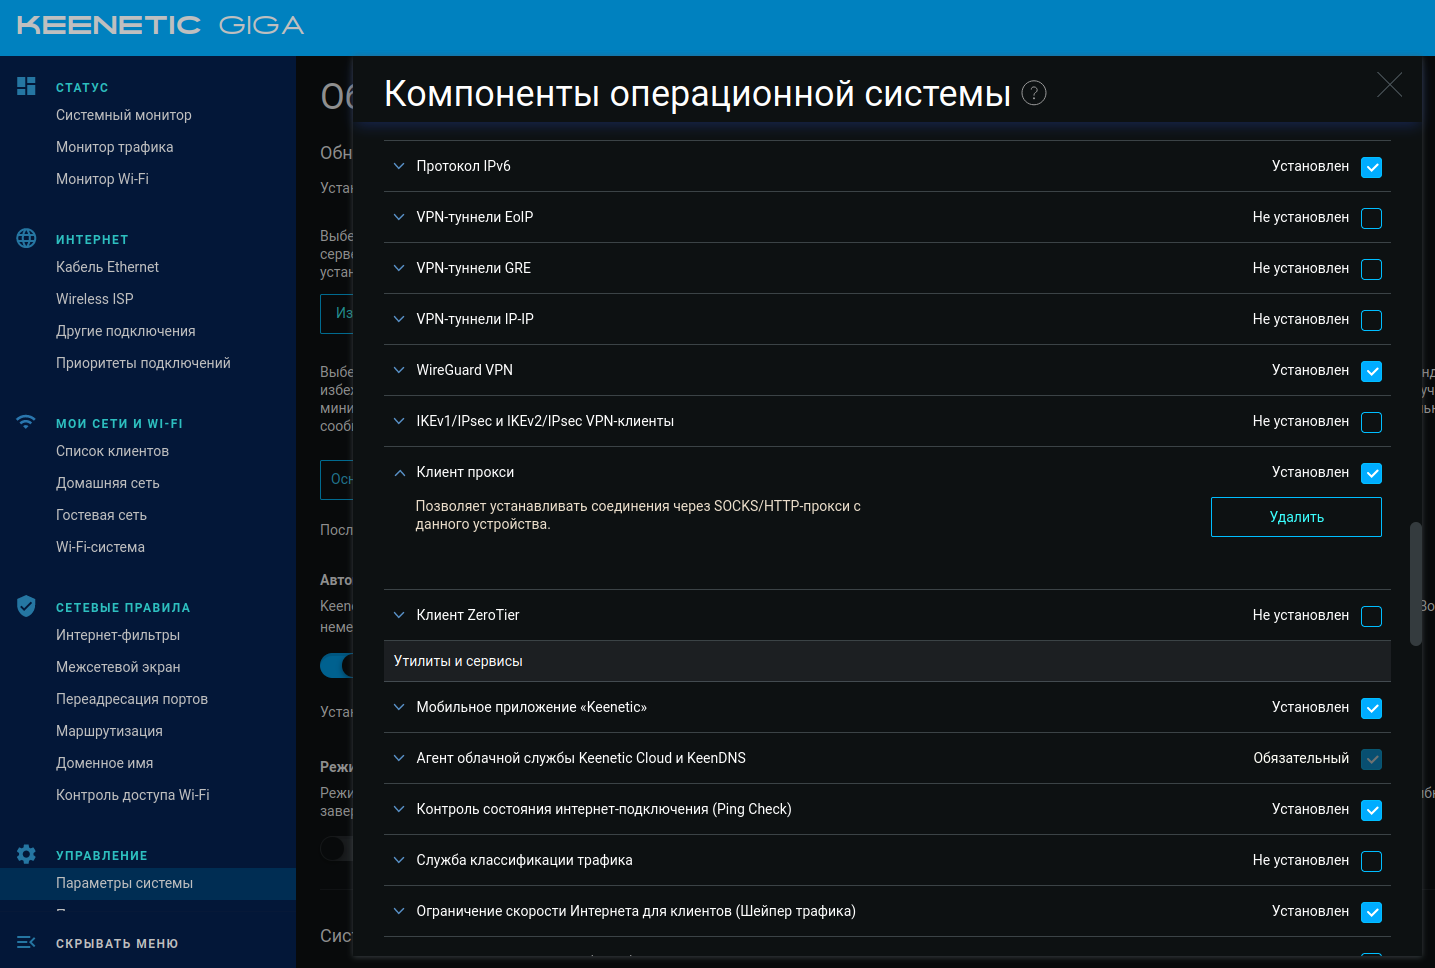 KEENETIC GIGA
СТАТУС
Системный монитор
Монитор трафика
Монитор Wi-Fi
ИНТЕРНЕТ
Кабель Ethernet
Wireless ISP
Другие подключения
Приоритеты подключений
МОИ СЕТИ И WI-FI
Список клиентов
Домашняя сеть
Гостевая сеть
Wi-Fi-система
СЕТЕВЫЕ ПРАВИЛА
Интернет-фильтры
Межсетевой экран
Переадресация портов
Маршрутизация
Доменное имя
Контроль доступа Wi-Fi
УПРАВЛЕНИЕ
Параметры системы
СКРЫВАТЬ МЕНЮ
Компоненты операционной системы ?
Протокол IPv6 Установлен
VPN-туннели EoIP Не установлен
VPN-туннели GRE Не установлен
VPN-туннели IP-IP Не установлен
WireGuard VPN Установлен
IKEv1/IPsec и IKEv2/IPsec VPN-клиенты Не установлен
Клиент прокси Установлен
Позволяет устанавливать соединения через SOCKS/HTTP-прокси с
данного устройства.
Удалить
Клиент ZeroTier Не установлен
Утилиты и сервисы
Мобильное приложение «Keenetic» Установлен
Агент облачной службы Keenetic Cloud и KeenDNS Обязательный
Контроль состояния интернет-подключения (Ping Check) Установлен
Служба классификации трафика Не установлен
Ограничение скорости Интернета для клиентов (Шейпер трафика) Установлен